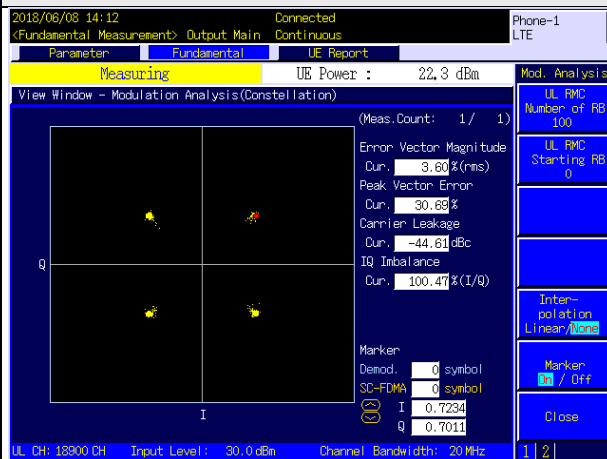 2018/06/08 14:12 Connected
<Fundamental Measurement> Output Main Continuous
Phone-1
LTE
Parameter Fundamental UE Report
Measuring UE Power : 22.3 dBm
Mod. Analysis
View Window - Modulation Analysis(Constellation)
UL RMC
Number of RB
100
(Meas.Count: 1/ 1)
Error Vector Magnitude
Cur. 3.60 %(rms)
UL RMC
Starting RB
0
Peak Vector Error
Cur. 30.69 %
Carrier Leakage
Cur. -44.61 dBc
IQ Imbalance
Cur. 100.47 %(I/Q)
Q
I
Inter-
polation
Linear/None
Marker
Demod. 0 symbol
SC-FDMA 0 symbol
I 0.7234
Q 0.7011
Marker
On / Off
Close
UL CH: 18900 CH Input Level: 30.0 dBm Channel Bandwidth: 20 MHz
1 2